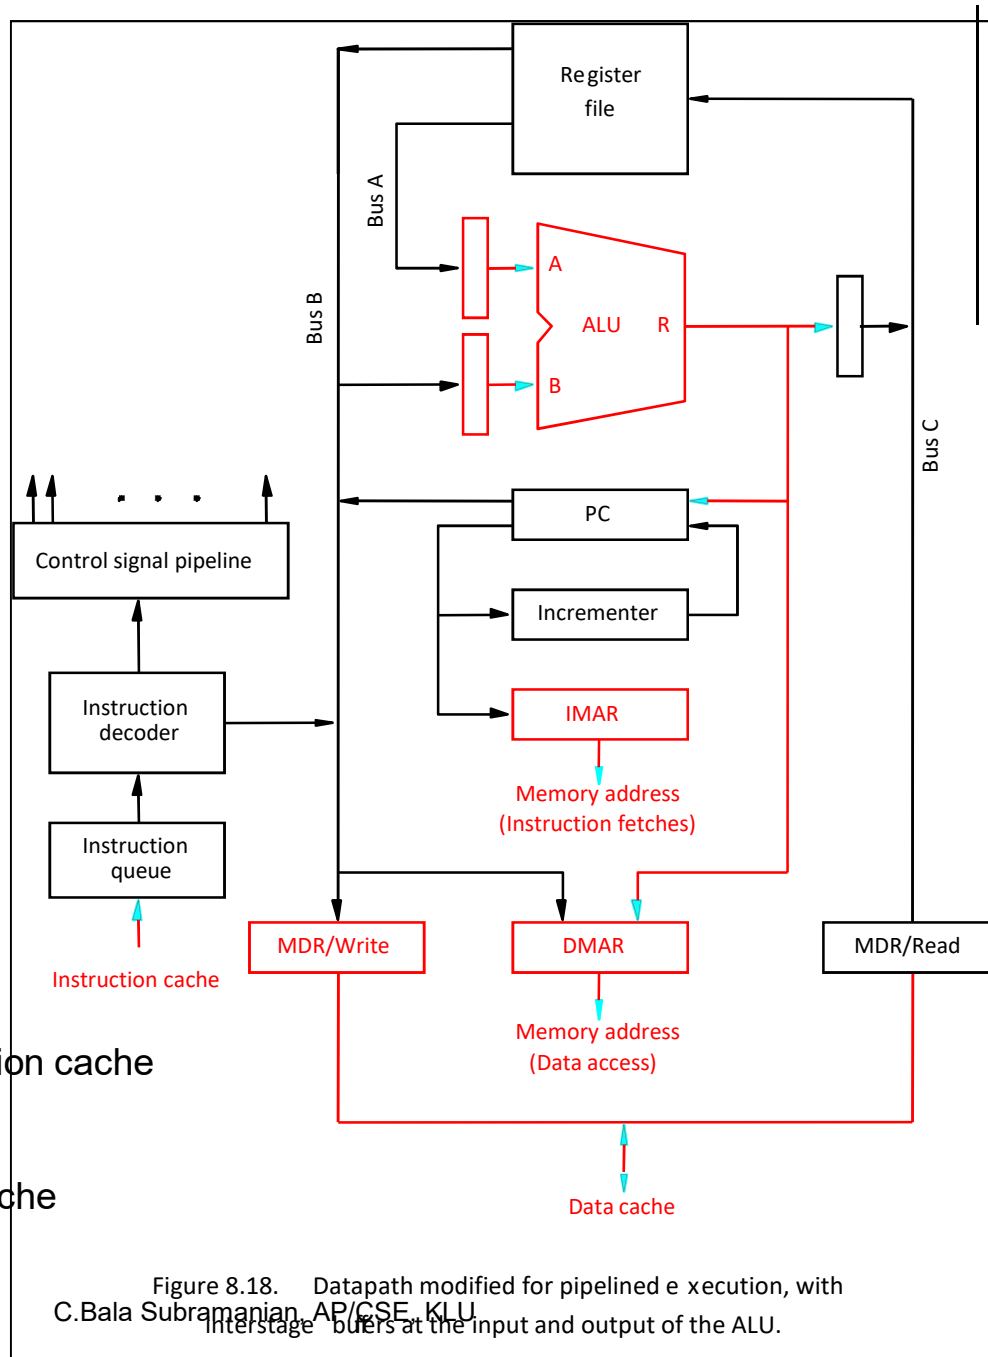 Register
file
Bus A
Bus B
A
ALU R
B
Bus C
PC
Control signal pipeline
Incrementer
Instruction
decoder
IMAR
Memory address
(Instruction fetches)
Instruction
queue
MDR/Write
DMAR
MDR/Read
Instruction cache
Memory address
(Data access)
ion cache
che
Data cache
Figure 8.18. Datapath modified for pipelined e xecution, with
C.Bala Subramanian, AP/CSE, KLU
interstage buffers at the input and output of the ALU.